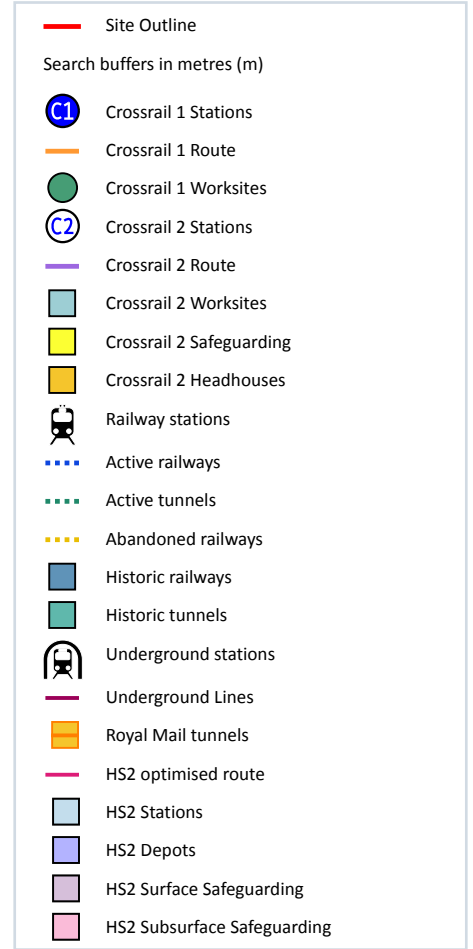 Site Outline
Search buffers in metres (m)
C1 Crossrail 1 Stations
Crossrail 1 Route
Crossrail 1 Worksites
C2 Crossrail 2 Stations
Crossrail 2 Route
Crossrail 2 Worksites
Crossrail 2 Safeguarding
Crossrail 2 Headhouses
Railway stations
Active railways
Active tunnels
Abandoned railways
Historic railways
Historic tunnels
Underground stations
Underground Lines
Royal Mail tunnels
HS2 optimised route
HS2 Stations
HS2 Depots
HS2 Surface Safeguarding
HS2 Subsurface Safeguarding